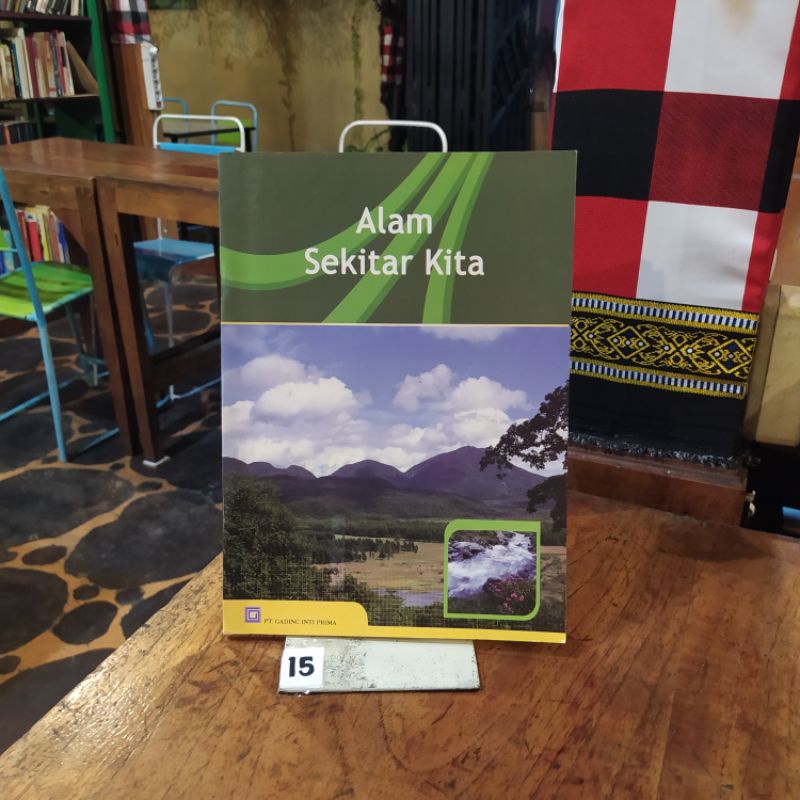 Alam
Sekitar Kita
PT. GADING INTI PRIMA
15